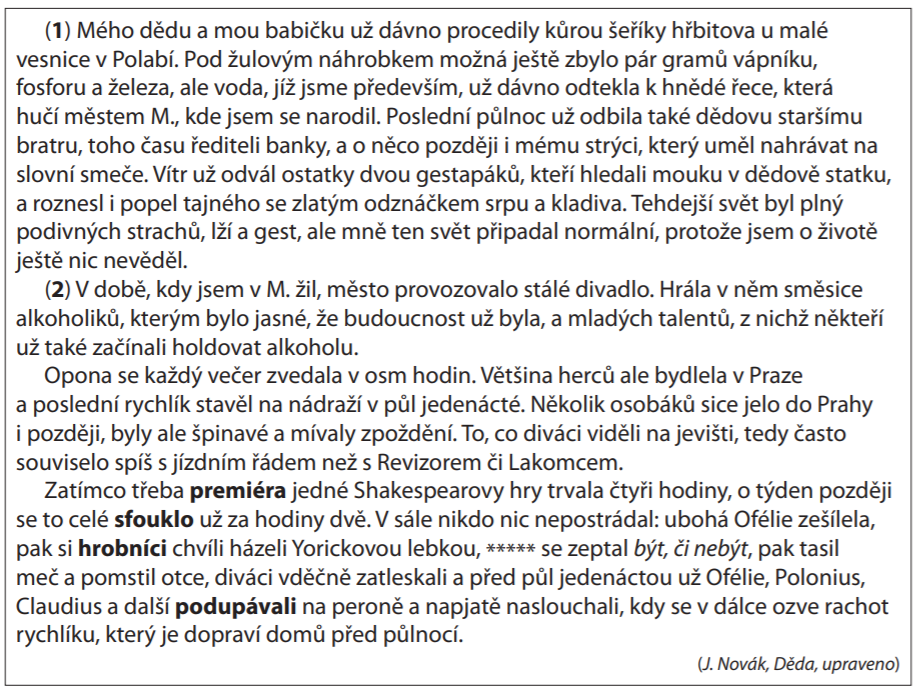 (1) Mého dědu a mou babičku už dávno procedily kůrou šeříky hřbitova u malé
vesnice v Polabí. Pod žulovým náhrobkem možná ještě zbylo pár gramů vápníku,
fosforu a železa, ale voda, jíž jsme především, už dávno odtekla k hnědé řece, která
hučí městem M., kde jsem se narodil. Poslední půlnoc už odbila také dědovu staršímu
bratru, toho času řediteli banky, a o něco později i mému strýci, který uměl nahrávat na
slovní smeče. Vítr už odvál ostatky dvou gestapáků, kteří hledali mouku v dědově statku,
a roznesl i popel tajného se zlatým odznáčkem srpu a kladiva. Tehdejší svět byl plný
podivných strachů, lží a gest, ale mně ten svět připadal normální, protože jsem o životě
ještě nic nevěděl.
(2) V době, kdy jsem v M. žil, město provozovalo stálé divadlo. Hrála v něm směsice
alkoholiků, kterým bylo jasné, že budoucnost už byla, a mladých talentů, z nichž někteří
už také začínali holdovat alkoholu.
Opona se každý večer zvedala v osm hodin. Většina herců ale bydlela v Praze
a poslední rychlík stavěl na nádraží v půl jedenácté. Několik osobáků sice jelo do Prahy
i později, byly ale špinavé a mívaly zpoždění. To, co diváci viděli na jevišti, tedy často
souviselo spíš s jízdním řádem než s Revizorem či Lakomcem.
Zatímco třeba premiéra jedné Shakespearovy hry trvala čtyři hodiny, o týden později
se to celé sfouklo už za hodiny dvě. V sále nikdo nic nepostrádal: ubohá Ofélie zešílela,
pak si hrobníci chvíli házeli Yorickovou lebkou, ***** se zeptal být, či nebýt, pak tasil
meč a pomstil otce, diváci vděčně zatleskali a před půl jedenáctou už Ofélie, Polonius,
Claudius a další podupávali na peroně a napjatě naslouchali, kdy se v dálce ozve rachot
rychlíku, který je dopraví domů před půlnocí.
(J. Novák, Děda, upraveno)